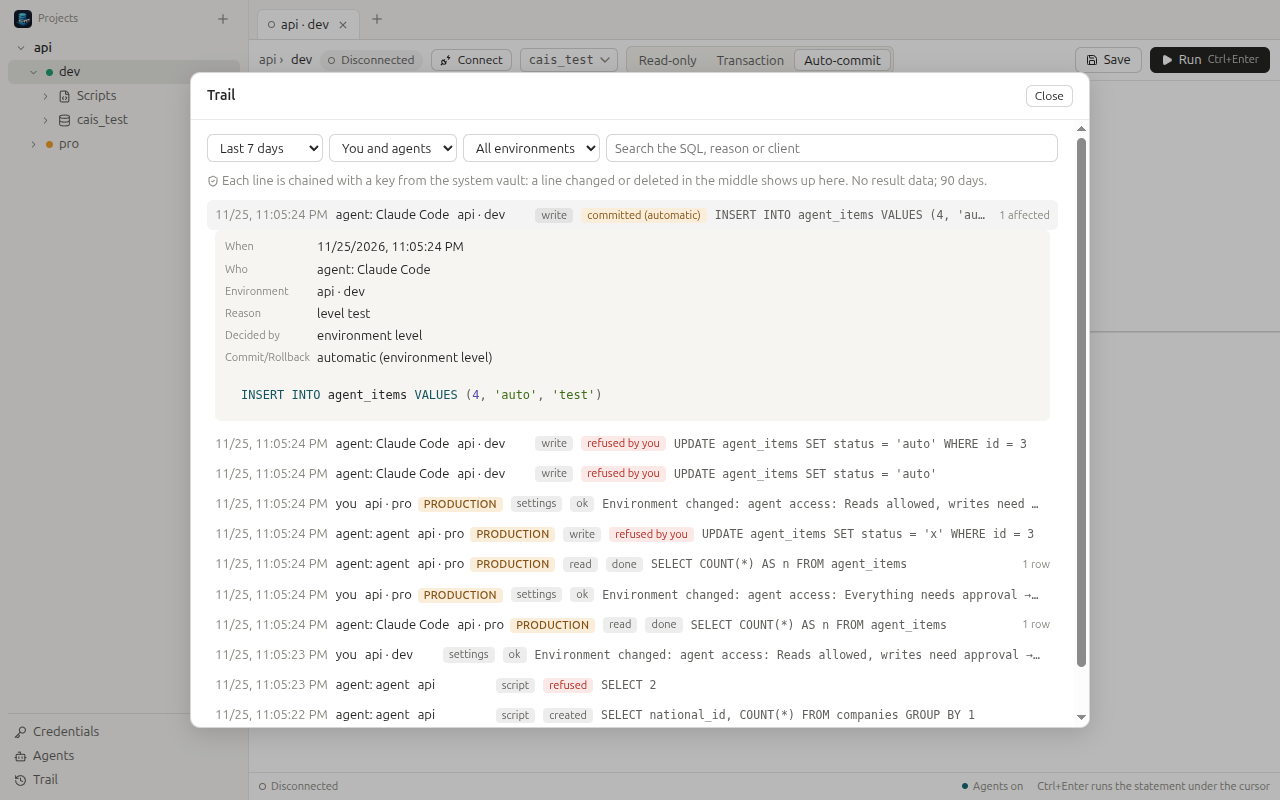 Projects
api · dev
api › dev Disconnected Connect cais_test Read-only Transaction Auto-commit Save Run Ctrl+Enter
api
dev
Scripts
cais_test
pro
Trail Close
Last 7 days You and agents All environments Search the SQL, reason or client
Each line is chained with a key from the system vault: a line changed or deleted in the middle shows up here. No result data; 90 days.
11/25, 11:05:24 PM agent: Claude Code api · dev write committed (automatic) INSERT INTO agent_items VALUES (4, 'au… 1 affected
When 11/25/2026, 11:05:24 PM
Who agent: Claude Code
Environment api · dev
Reason level test
Decided by environment level
Commit/Rollback automatic (environment level)
INSERT INTO agent_items VALUES (4, 'auto', 'test')
11/25, 11:05:24 PM agent: Claude Code api · dev write refused by you UPDATE agent_items SET status = 'auto' WHERE id = 3
11/25, 11:05:24 PM agent: Claude Code api · dev write refused by you UPDATE agent_items SET status = 'auto'
11/25, 11:05:24 PM you api · pro PRODUCTION settings ok Environment changed: agent access: Reads allowed, writes need …
11/25, 11:05:24 PM agent: agent api · pro PRODUCTION write refused by you UPDATE agent_items SET status = 'x' WHERE id = 3
11/25, 11:05:24 PM agent: agent api · pro PRODUCTION read done SELECT COUNT(*) AS n FROM agent_items 1 row
11/25, 11:05:24 PM you api · pro PRODUCTION settings ok Environment changed: agent access: Everything needs approval →…
11/25, 11:05:24 PM agent: Claude Code api · pro PRODUCTION read done SELECT COUNT(*) AS n FROM agent_items 1 row
11/25, 11:05:23 PM you api · dev settings ok Environment changed: agent access: Reads allowed, writes need approval →…
11/25, 11:05:23 PM agent: agent api script refused SELECT 2
11/25, 11:05:22 PM agent: agent api script created SELECT national_id, COUNT(*) FROM companies GROUP BY 1
Credentials
Agents
Trail
Disconnected Agents on Ctrl+Enter runs the statement under the cursor